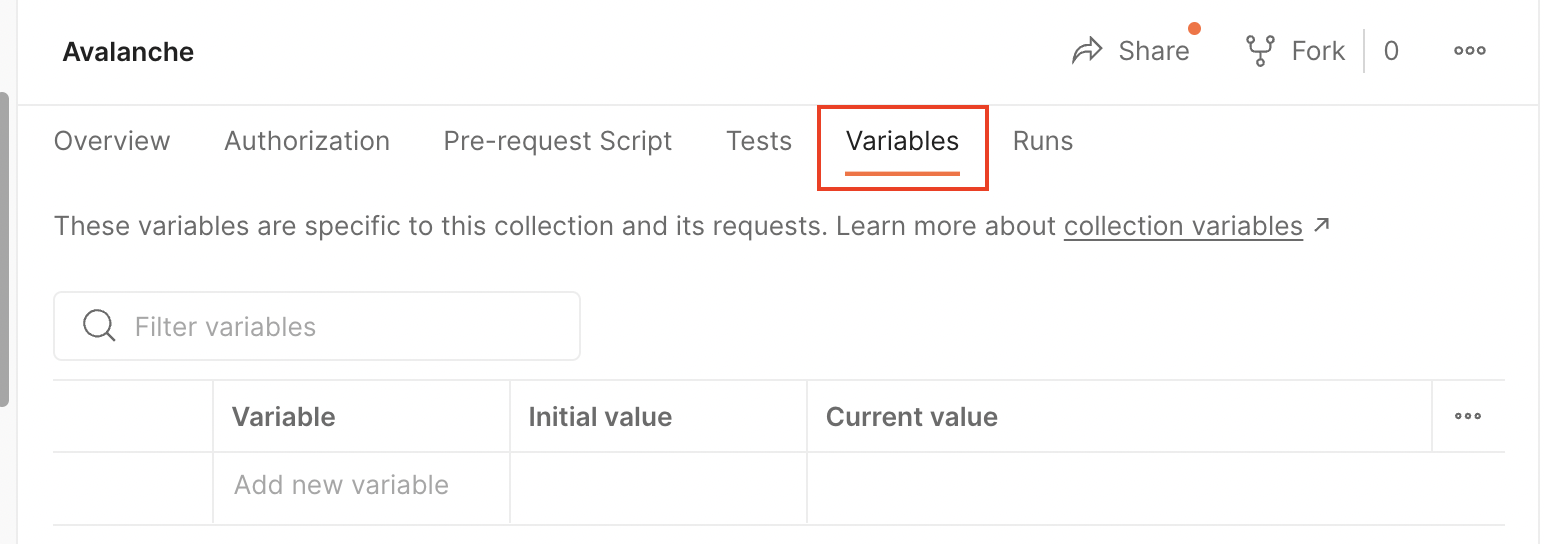 Avalanche Share Fork 0
Overview Authorization Pre-request Script Tests Variables Runs
These variables are specific to this collection and its requests. Learn more about collection variables ↗
Filter variables
Variable Initial value Current value
Add new variable